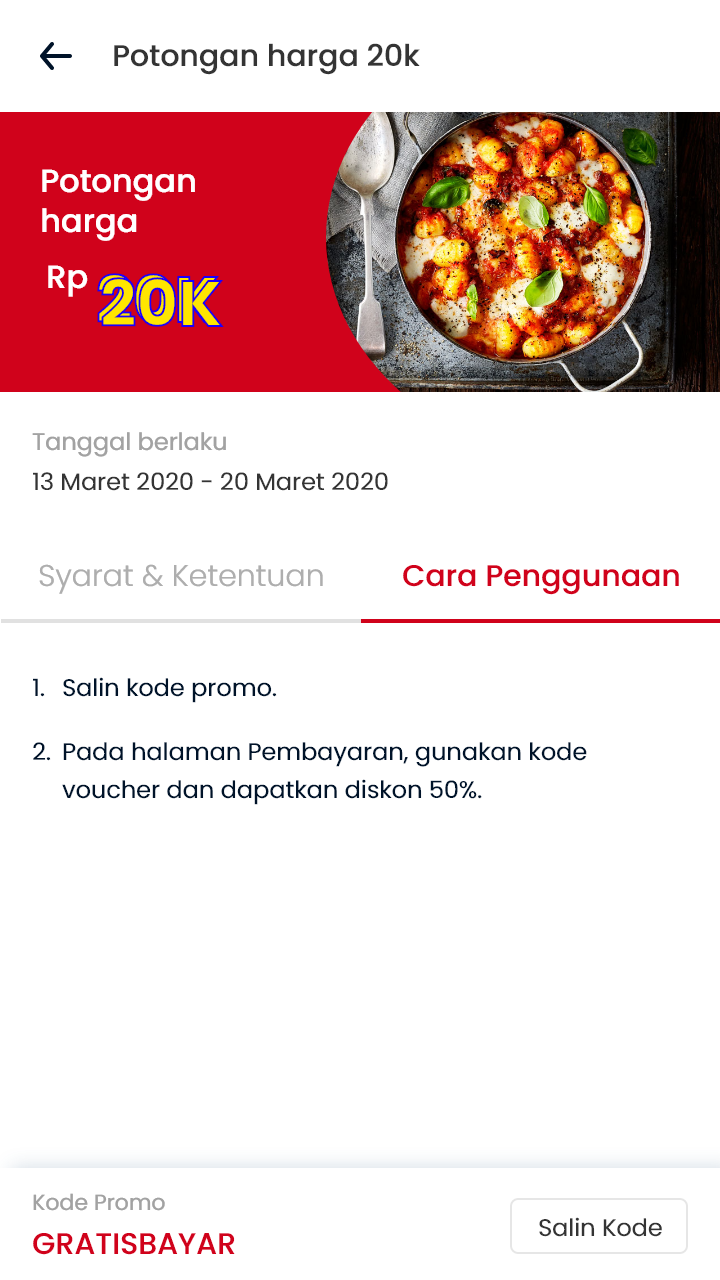 Potongan harga 20k
Potongan
harga
Rp 20K
Tanggal berlaku
13 Maret 2020 - 20 Maret 2020
Syarat & Ketentuan
Cara Penggunaan
1. Salin kode promo.
2. Pada halaman Pembayaran, gunakan kode
voucher dan dapatkan diskon 50%.
Kode Promo
GRATISBAYAR
Salin Kode